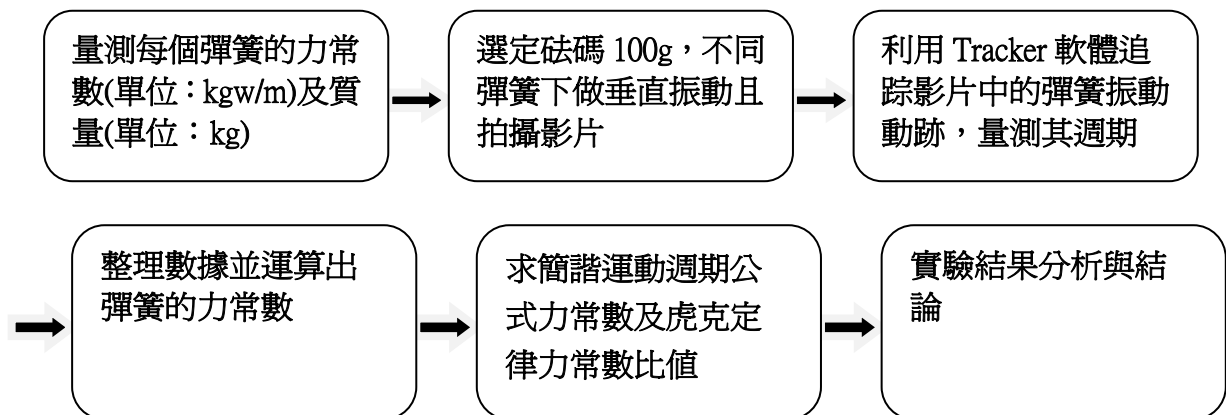 量測每個彈簧的力常
數(單位：kgw/m)及質
量(單位：kg)
選定砝碼 100g，不同
彈簧下做垂直振動且
拍攝影片
利用 Tracker 軟體追
踪影片中的彈簧振動
動跡，量測其週期
整理數據並運算出
彈簧的力常數
求簡諧運動週期公
式力常數及虎克定
律力常數比值
實驗結果分析與結
論